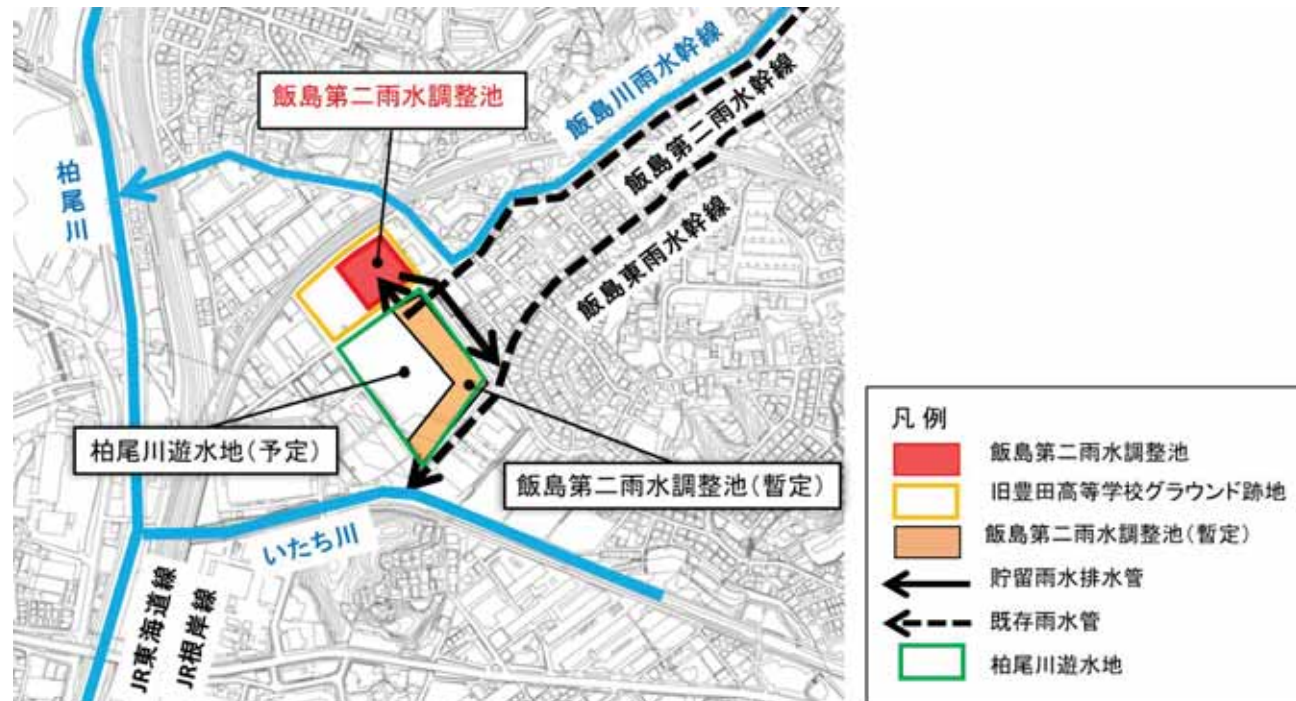 飯島第二雨水調整池
飯島川雨水幹線
飯島第二雨水幹線
飯島東雨水幹線
柏尾川
柏尾川遊水地(予定)
飯島第二雨水調整池(暫定)
いたち川
JR東海道線
JR根岸線
凡例
飯島第二雨水調整池
旧豊田高等学校グラウンド跡地
飯島第二雨水調整池(暫定)
貯留雨水排水管
既存雨水管
柏尾川遊水地